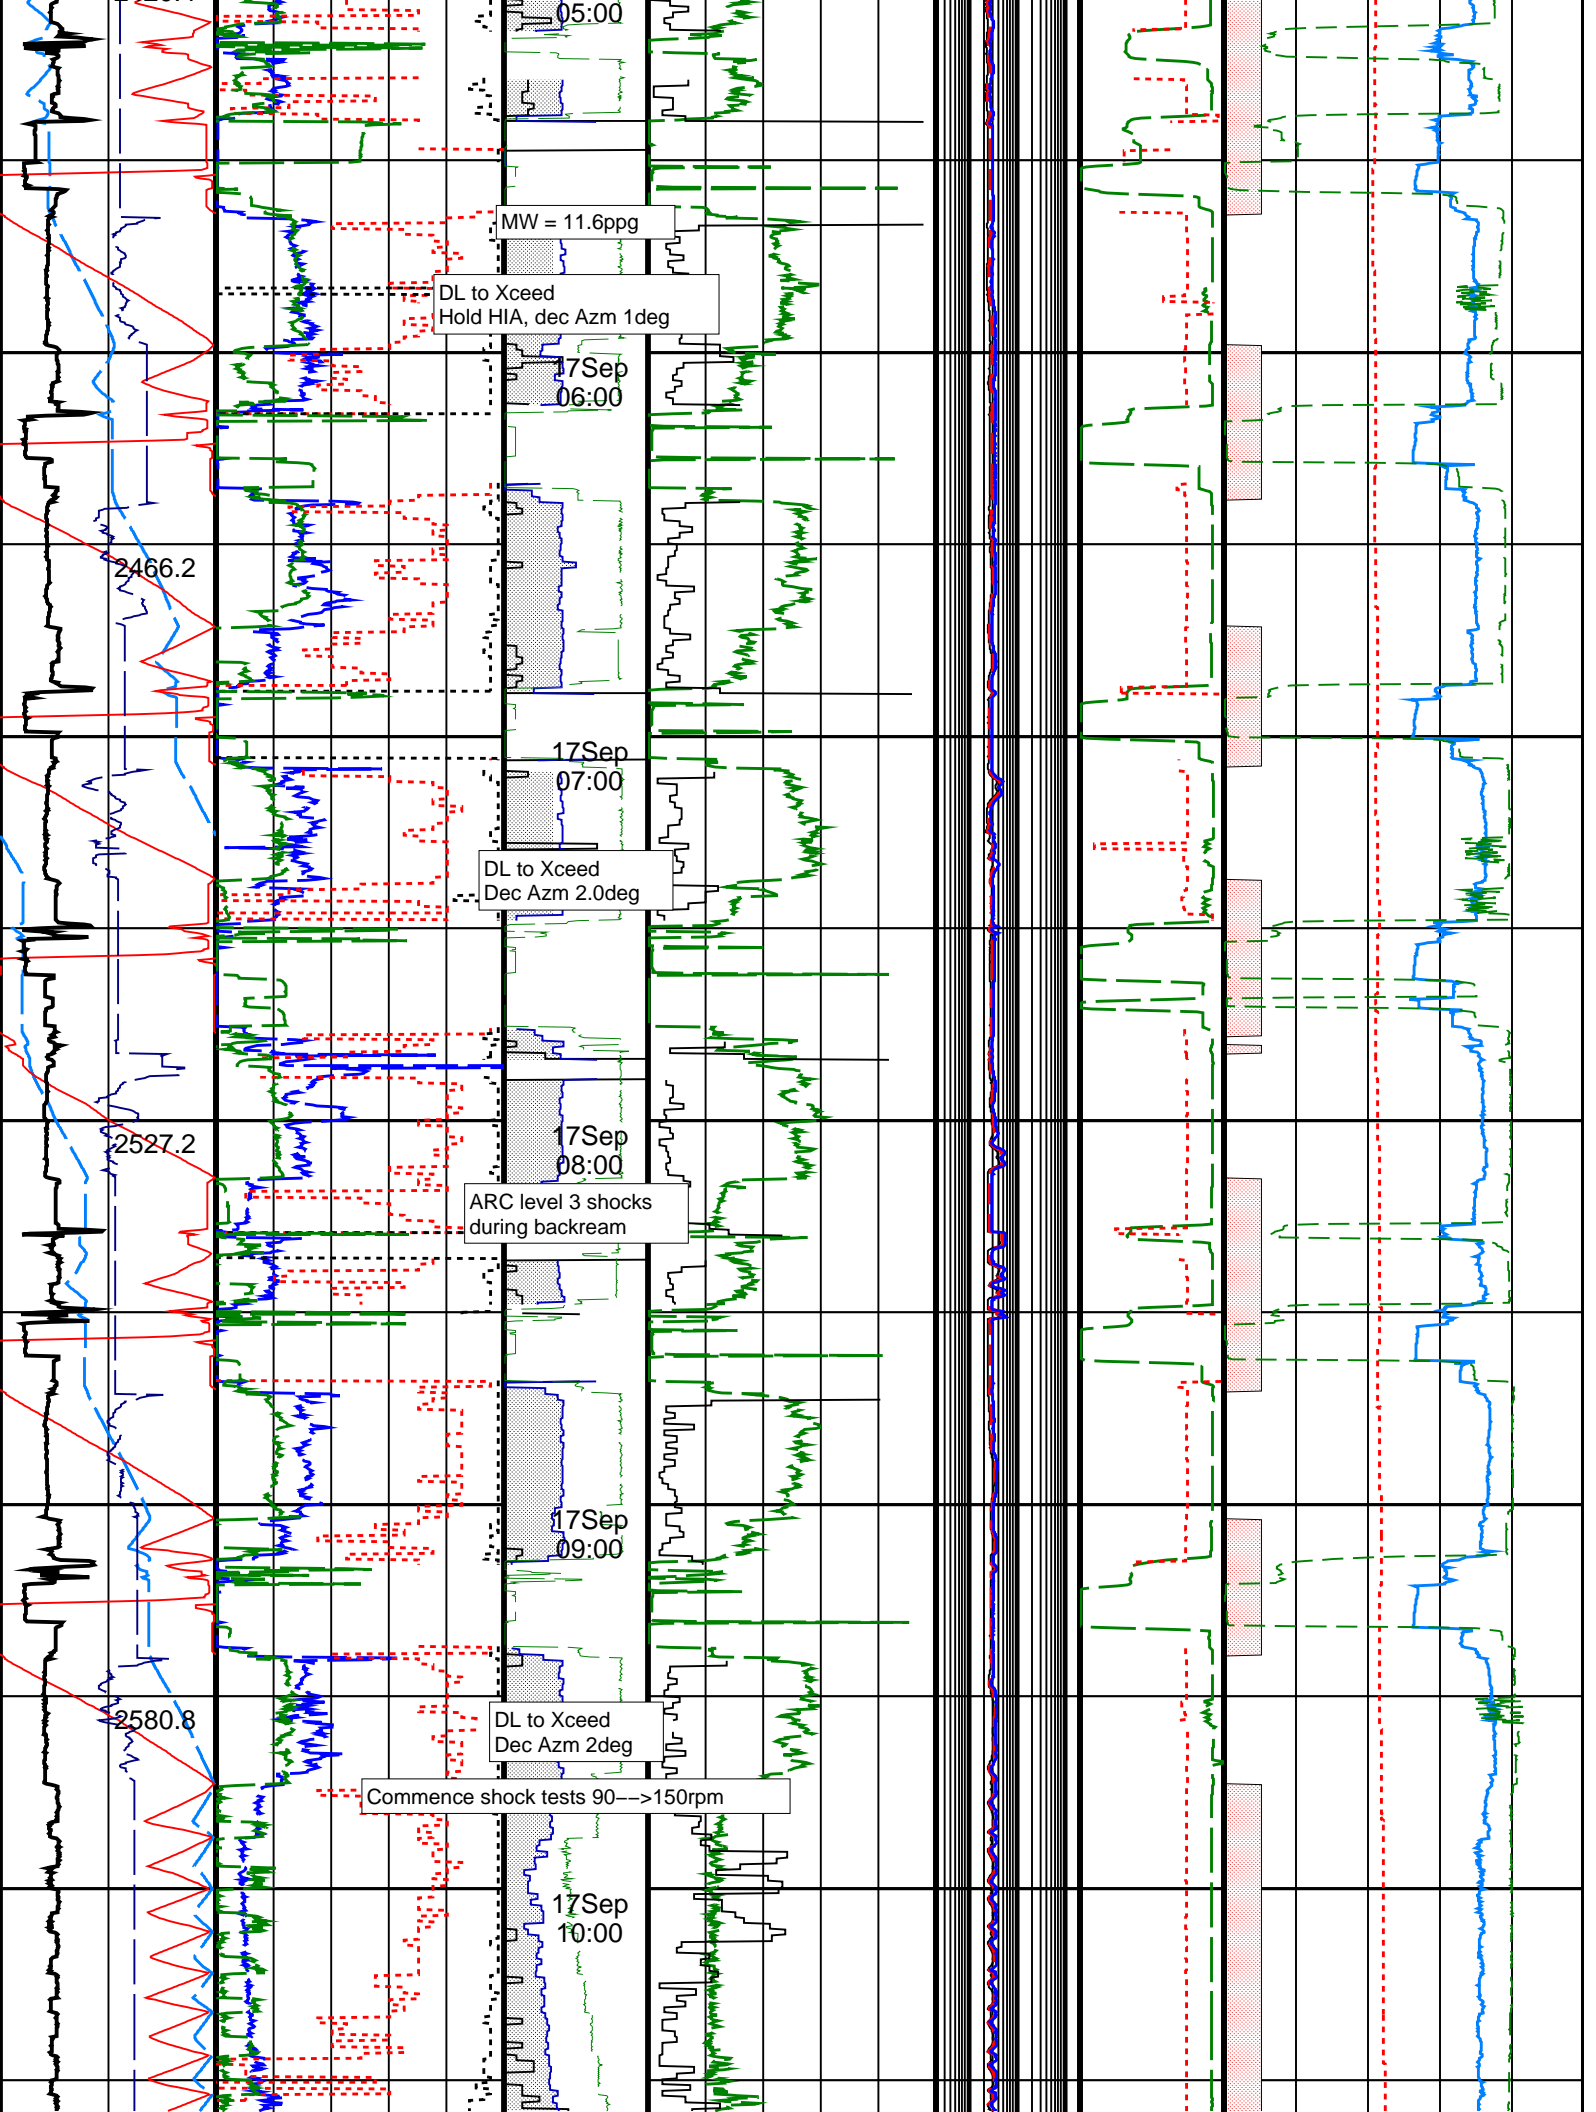 05:00
MW = 11.6ppg
DL to Xceed
Hold HIA, dec Azm 1deg
17Sep
06:00
2466.2
17Sep
07:00
DL to Xceed
Dec Azm 2.0deg
2527.2
17Sep
08:00
ARC level 3 shocks
during backream
17Sep
09:00
2580.8
DL to Xceed
Dec Azm 2deg
Commence shock tests 90-->150rpm
17Sep
10:00